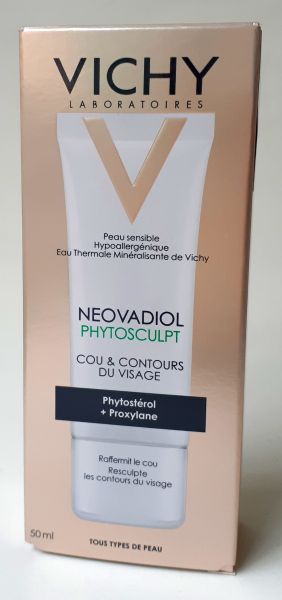 VICHY
LABORATOIRES
Peau sensible
Hypoallergénique
Eau Thermale Minéralisante de Vichy
NEOVADIOL
PHYTOSCULPT
COU & CONTOURS
DU VISAGE
Phytostérol
+ Proxylane
Raffermit le cou
Resculpte
les contours du visage
50 ml
TOUS TYPES DE PEAU